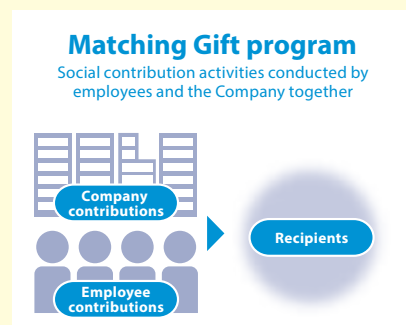 Matching Gift program
Social contribution activities conducted by
employees and the Company together
Company
contributions
Recipients
Employee
contributions